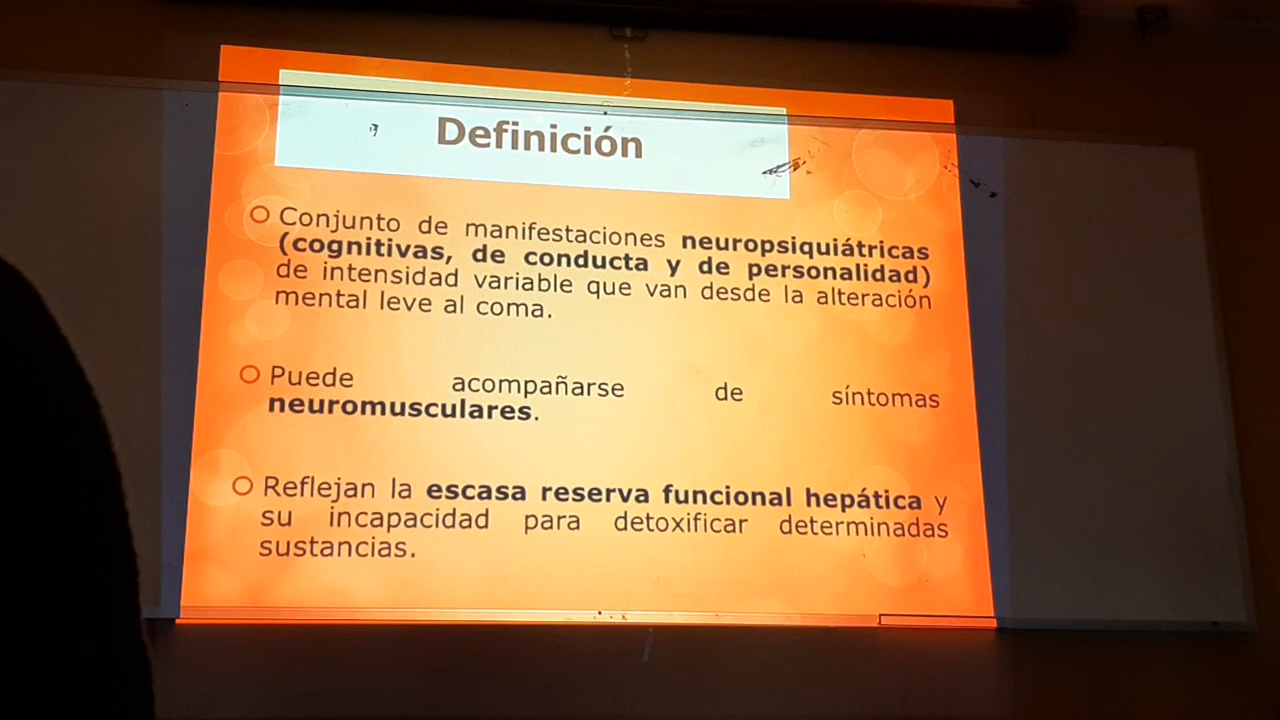 Definición
Conjunto de manifestaciones neuropsiquiátricas
(cognitivas, de conducta y de personalidad)
de intensidad variable que van desde la alteración
mental leve al coma.
Puede acompañarse de síntomas
neuromusculares.
Reflejan la escasa reserva funcional hepática y
su incapacidad para detoxificar determinadas
sustancias.